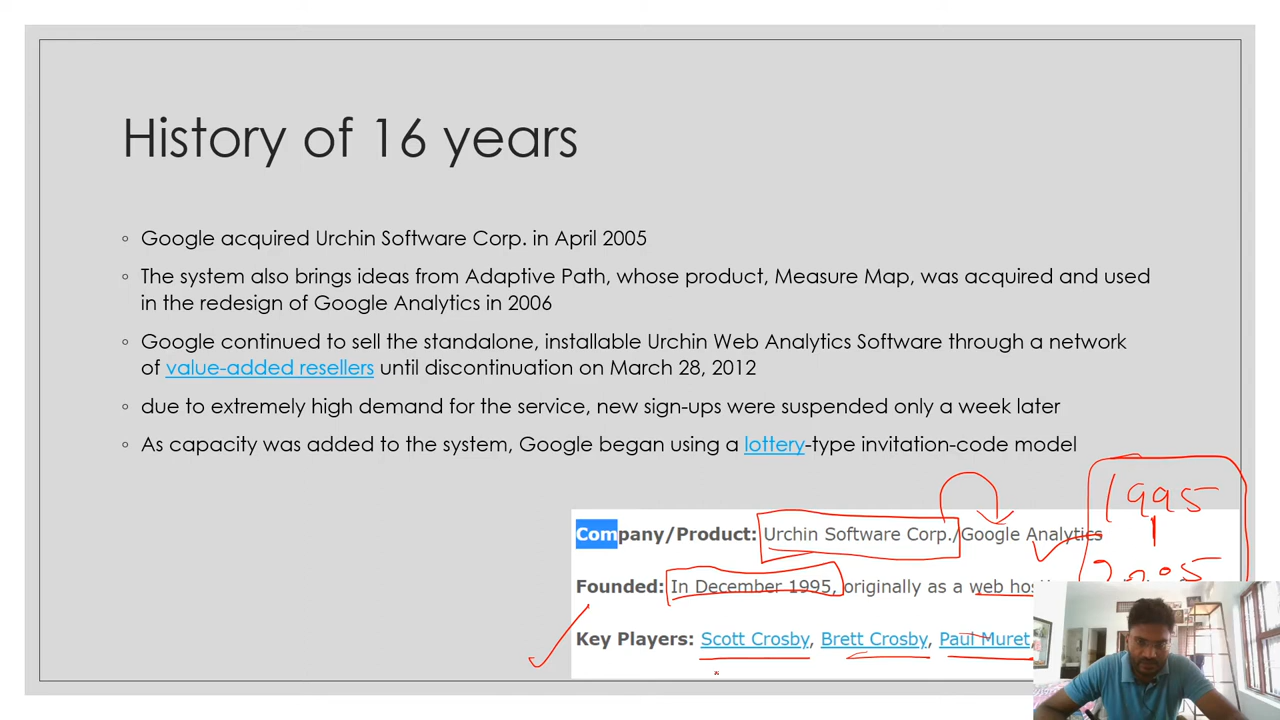 History of 16 years
◦ Google acquired Urchin Software Corp. in April 2005
◦ The system also brings ideas from Adaptive Path, whose product, Measure Map, was acquired and used
in the redesign of Google Analytics in 2006
◦ Google continued to sell the standalone, installable Urchin Web Analytics Software through a network
of value-added resellers until discontinuation on March 28, 2012
◦ due to extremely high demand for the service, new sign-ups were suspended only a week later
◦ As capacity was added to the system, Google began using a lottery-type invitation-code model
1995
Company/Product: Urchin Software Corp./Google Analytics
2005
Founded: In December 1995, originally as a web
Key Players: Scott Crosby, Brett Crosby, Paul Muret,